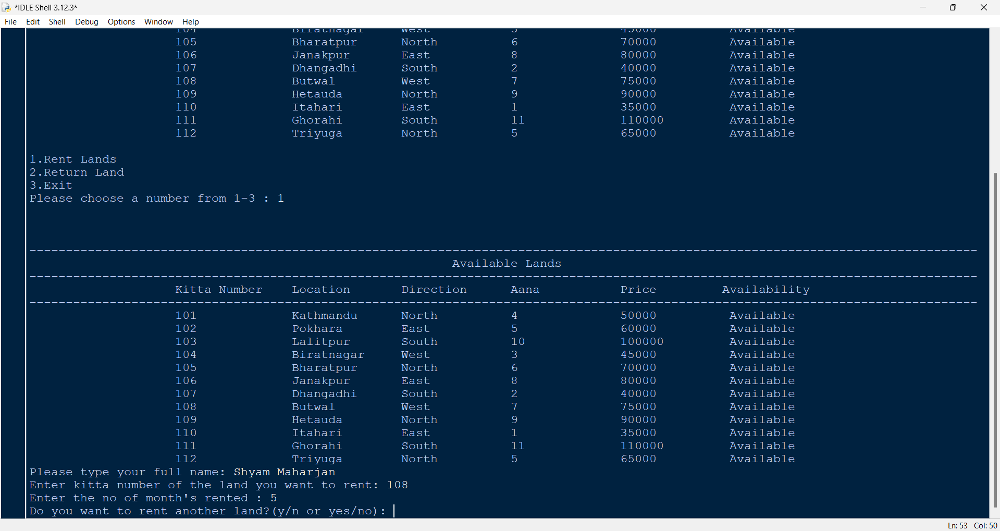 *IDLE Shell 3.12.3*
File Edit Shell Debug Options Window Help
104 Biratnagar West 3 45000 Available
105 Bharatpur North 6 70000 Available
106 Janakpur East 8 80000 Available
107 Dhangadhi South 2 40000 Available
108 Butwal West 7 75000 Available
109 Hetauda North 9 90000 Available
110 Itahari East 1 35000 Available
111 Ghorahi South 11 110000 Available
112 Triyuga North 5 65000 Available
1.Rent Lands
2.Return Land
3.Exit
Please choose a number from 1-3 : 1
Available Lands
Kitta Number Location Direction Aana Price Availability
101 Kathmandu North 4 50000 Available
102 Pokhara East 5 60000 Available
103 Lalitpur South 10 100000 Available
104 Biratnagar West 3 45000 Available
105 Bharatpur North 6 70000 Available
106 Janakpur East 8 80000 Available
107 Dhangadhi South 2 40000 Available
108 Butwal West 7 75000 Available
109 Hetauda North 9 90000 Available
110 Itahari East 1 35000 Available
111 Ghorahi South 11 110000 Available
112 Triyuga North 5 65000 Available
Please type your full name: Shyam Maharjan
Enter kitta number of the land you want to rent: 108
Enter the no of month's rented : 5
Do you want to rent another land?(y/n or yes/no):
Ln: 53 Col: 50